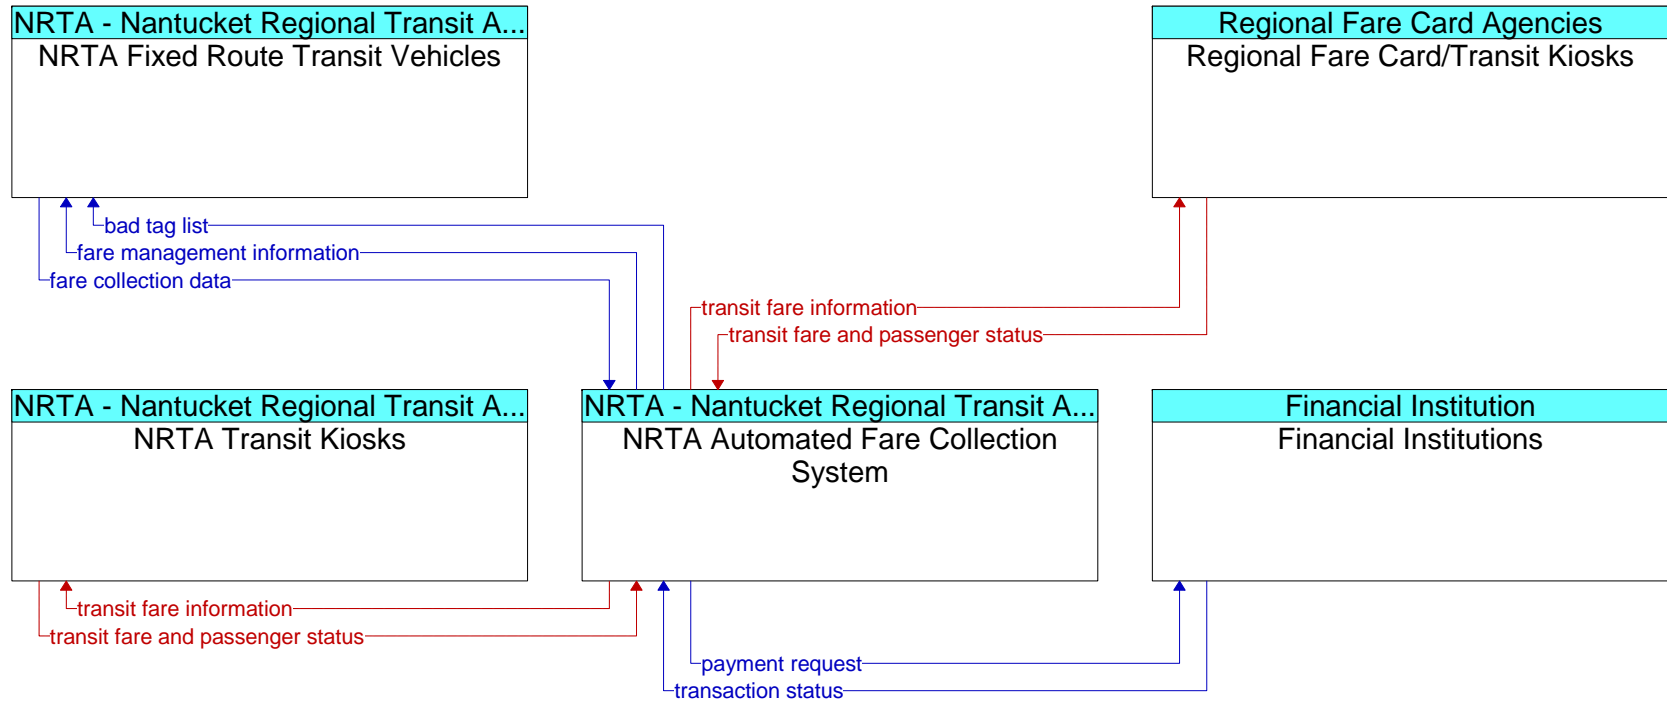 NRTA - Nantucket Regional Transit A...
NRTA Fixed Route Transit Vehicles
Regional Fare Card Agencies
Regional Fare Card/Transit Kiosks
bad tag list
fare management information
fare collection data
transit fare information
transit fare and passenger status
NRTA - Nantucket Regional Transit A...
NRTA Transit Kiosks
NRTA - Nantucket Regional Transit A...
NRTA Automated Fare Collection
System
Financial Institution
Financial Institutions
transit fare information
transit fare and passenger status
payment request
transaction status